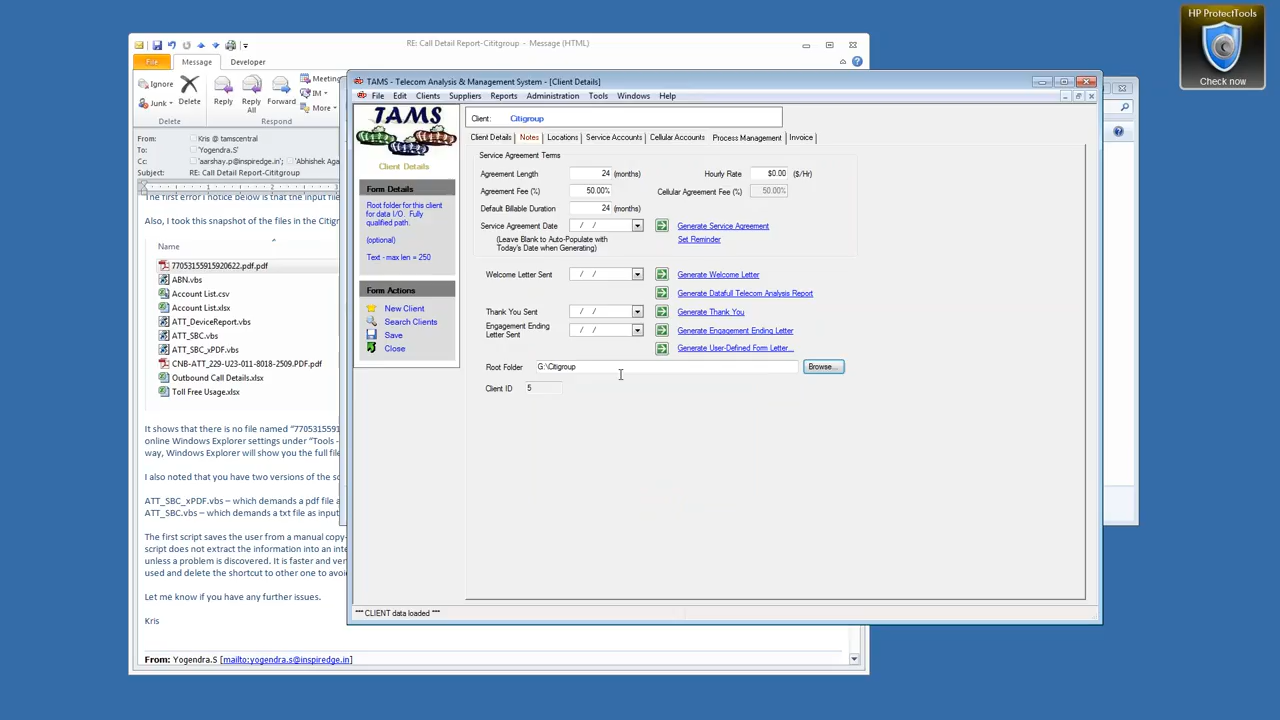 HP ProtectTools
Check now
RE: Call Detail Report-Cititgroup - Message (HTML)
File
Message
Developer
Ignore
Junk
Delete
Reply
Reply All
Forward
Meeting
IM
More
Delete
Respond
From: Kris @ tamscentral
To: 'Yogendra.S'
Cc: 'aarshay.p@inspiredge.in'; 'Abhishek Aga
Subject: RE: Call Detail Report-Cititgroup
The first error I notice below is that the input fil
Also, I took this snapshot of the files in the Citigr
Name
77053155915920622.pdf.pdf
ABN.vbs
Account List.csv
Account List.xlsx
ATT_DeviceReport.vbs
ATT_SBC.vbs
ATT_SBC_xPDF.vbs
CNB-ATT_229-U23-011-8018-2509.PDF.pdf
Outbound Call Details.xlsx
Toll Free Usage.xlsx
It shows that there is no file named "7705315591
online Windows Explorer settings under "Tools -
way, Windows Explorer will show you the full file
I also noted that you have two versions of the sc
ATT_SBC_xPDF.vbs – which demands a pdf file a
ATT_SBC.vbs – which demands a txt file as input
The first script saves the user from a manual copy-
script does not extract the information into an inte
unless a problem is discovered. It is faster and ver
used and delete the shortcut to other one to avoi
Let me know if you have any further issues.
Kris
From: Yogendra.S [mailto:yogendra.s@inspiredge.in]
TAMS - Telecom Analysis & Management System - [Client Details]
File Edit Clients Suppliers Reports Administration Tools Windows Help
TAMS
Client Details
Form Details
Root folder for this client
for data I/O. Fully
qualified path.
(optional)
Text - max len = 250
Form Actions
New Client
Search Clients
Save
Close
Client: Citigroup
Client Details Notes Locations Service Accounts Cellular Accounts Process Management Invoice
Service Agreement Terms
Agreement Length 24 (months) Hourly Rate $0.00 ($/Hr)
Agreement Fee (%) 50.00% Cellular Agreement Fee (%) 50.00%
Default Billable Duration 24 (months)
Service Agreement Date / / Generate Service Agreement
(Leave Blank to Auto-Populate with
Today's Date when Generating)
Set Reminder
Welcome Letter Sent / / Generate Welcome Letter
Generate Datafull Telecom Analysis Report
Thank You Sent / / Generate Thank You
Engagement Ending
Letter Sent / / Generate Engagement Ending Letter
Generate User-Defined Form Letter...
Root Folder G:\Citigroup Browse...
Client ID 5
*** CLIENT data loaded ***